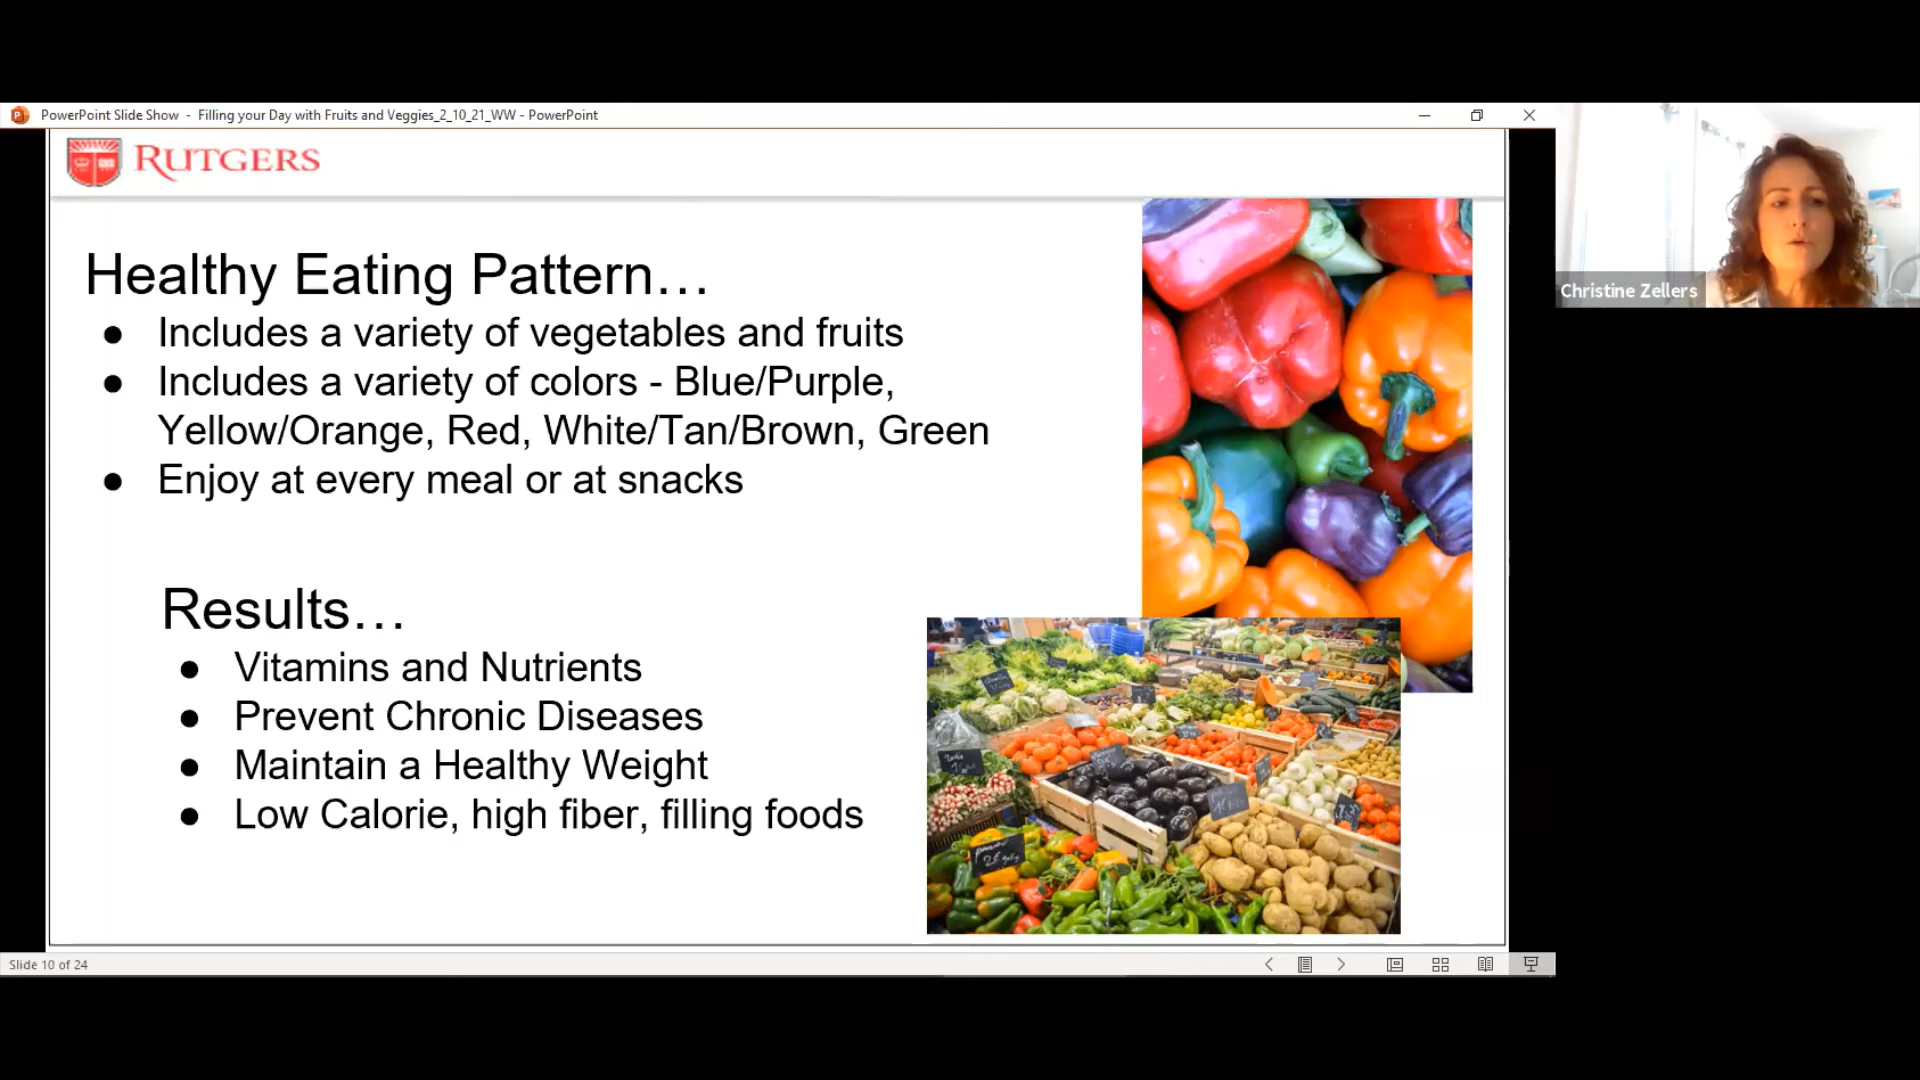 PowerPoint Slide Show - Filling your Day with Fruits and Veggies_2_10_21_WW - PowerPoint
RUTGERS
Christine Zellers
Healthy Eating Pattern…
● Includes a variety of vegetables and fruits
● Includes a variety of colors - Blue/Purple,
Yellow/Orange, Red, White/Tan/Brown, Green
● Enjoy at every meal or at snacks
Results…
● Vitamins and Nutrients
● Prevent Chronic Diseases
● Maintain a Healthy Weight
● Low Calorie, high fiber, filling foods
Slide 10 of 24